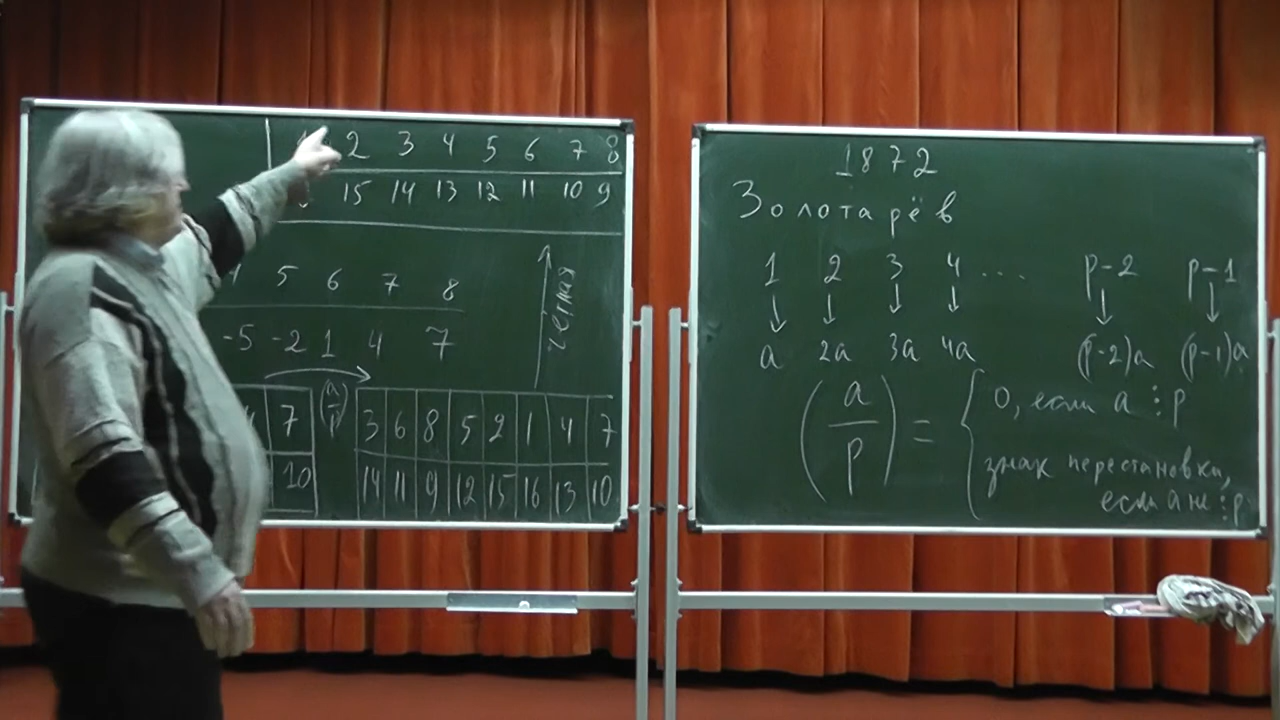 2 3 4 5 6 7 8
15 14 13 12 11 10 9
5 6 7 8
-5 -2 1 4 7
чётная
7 (a/p) 3 6 8 5 2 1 4 7
10 14 11 9 12 15 16 13 10
1872
Золотарёв
1 2 3 4 .... p-2 p-1
↓ ↓ ↓ ↓ ↓ ↓
a 2a 3a 4a (p-2)a (p-1)a
(a/p) = { 0, если a ⋮ p
знак перестановки,
если a не ⋮ p